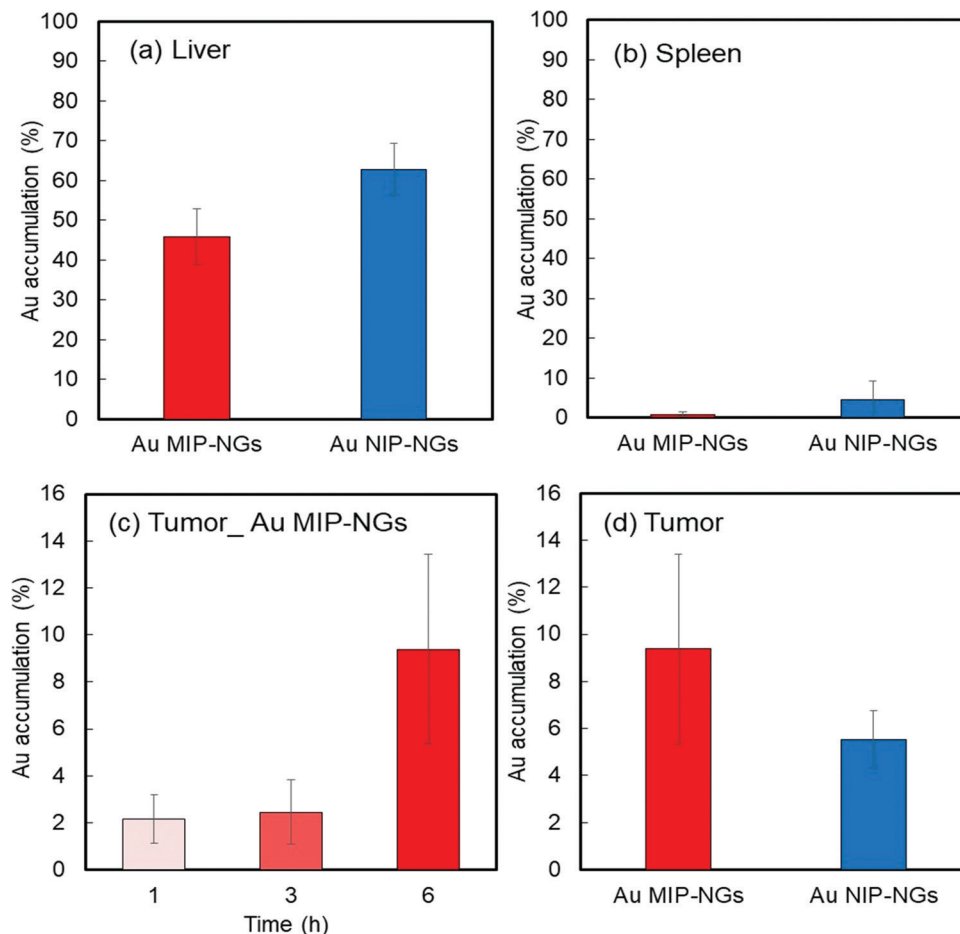 (a) Liver
Au accumulation (%)
100
90
80
70
60
50
40
30
20
10
0
Au MIP-NGs
Au NIP-NGs
(b) Spleen
Au accumulation (%)
100
90
80
70
60
50
40
30
20
10
0
Au MIP-NGs
Au NIP-NGs
(c) Tumor_ Au MIP-NGs
Au accumulation (%)
16
14
12
10
8
6
4
2
0
1
3
6
Time (h)
(d) Tumor
Au accumulation (%)
16
14
12
10
8
6
4
2
0
Au MIP-NGs
Au NIP-NGs